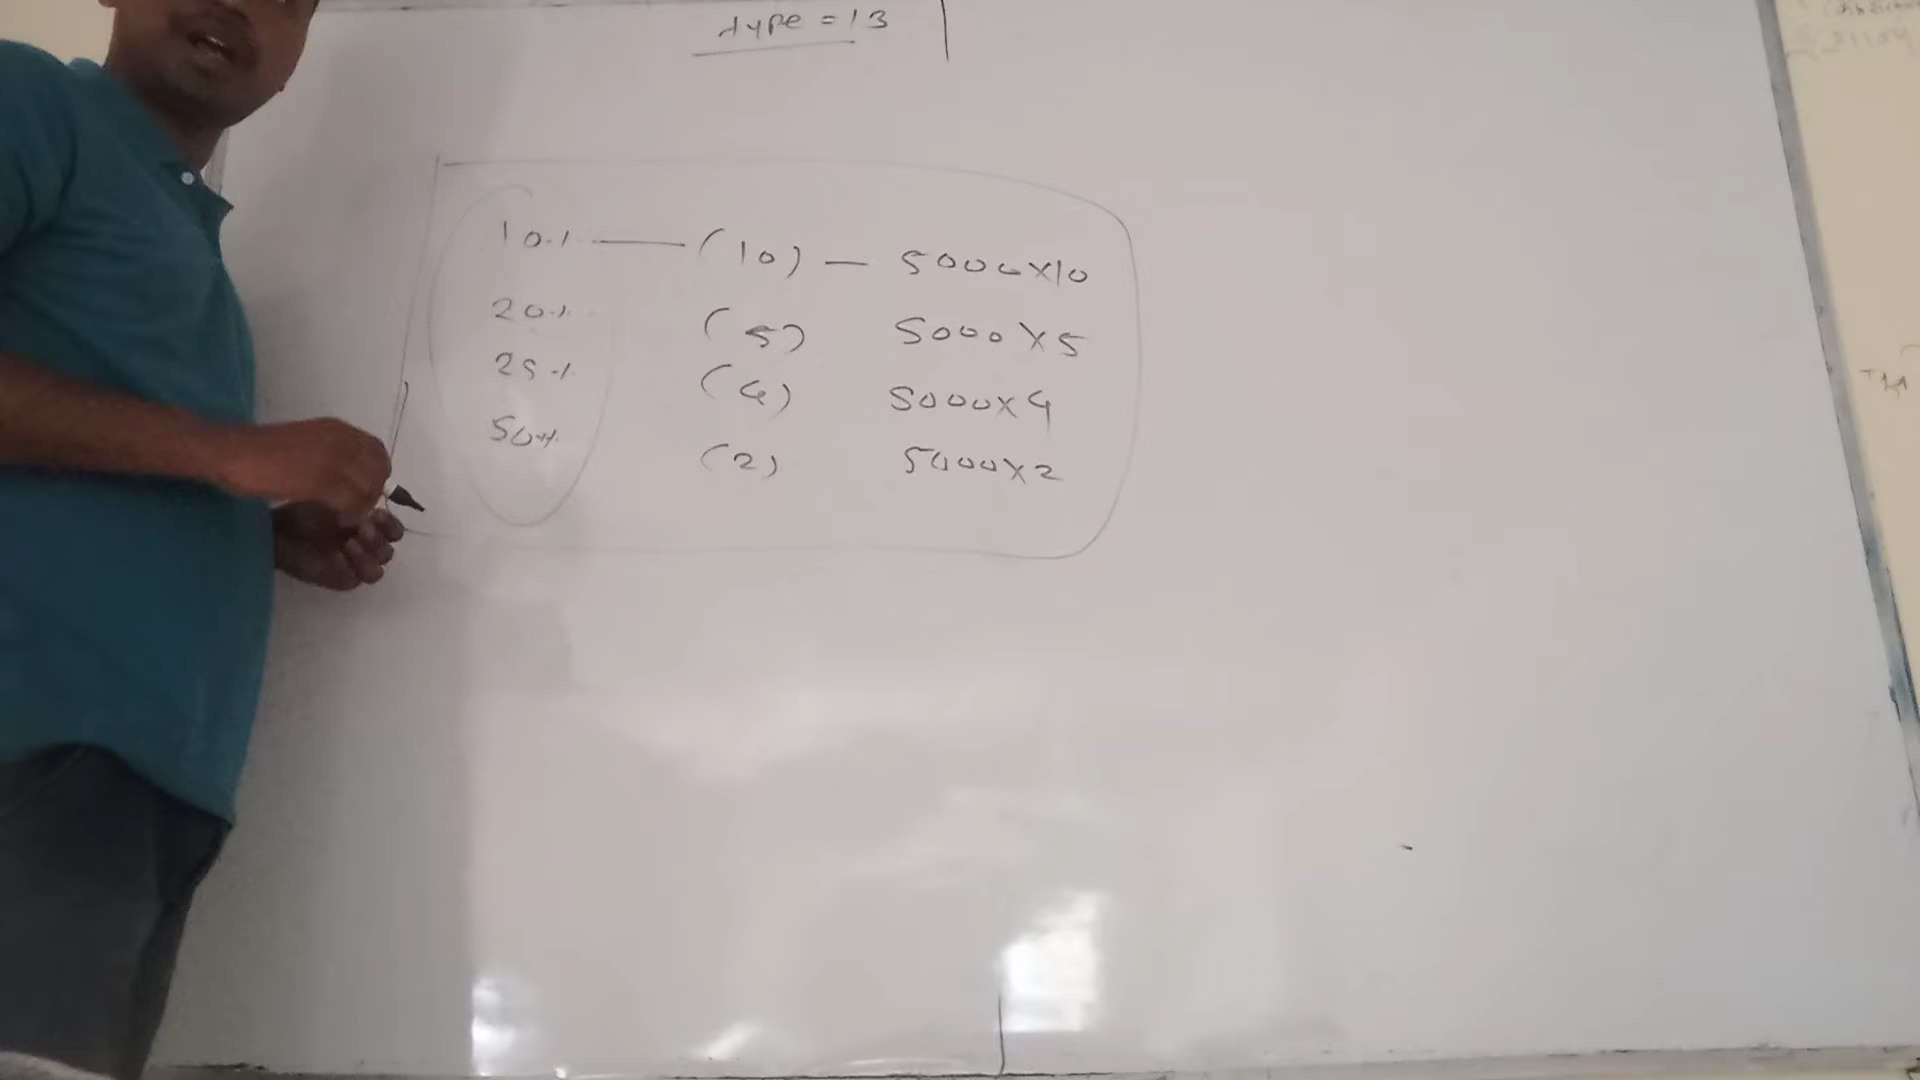 type = 13
10% — (10) — 5000×10
20% (5) 5000×5
25% (4) 5000×4
50% (2) 5000×2